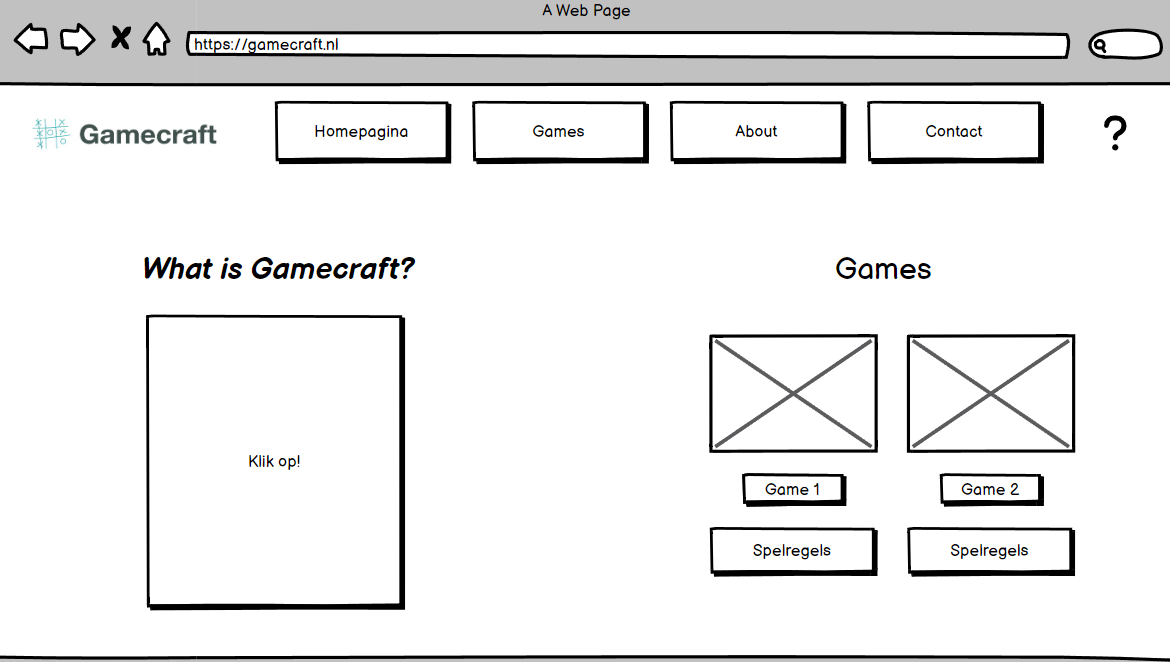 A Web Page
https://gamecraft.nl
Gamecraft
Homepagina
Games
About
Contact
?
What is Gamecraft?
Klik op!
Games
Game 1
Game 2
Spelregels
Spelregels